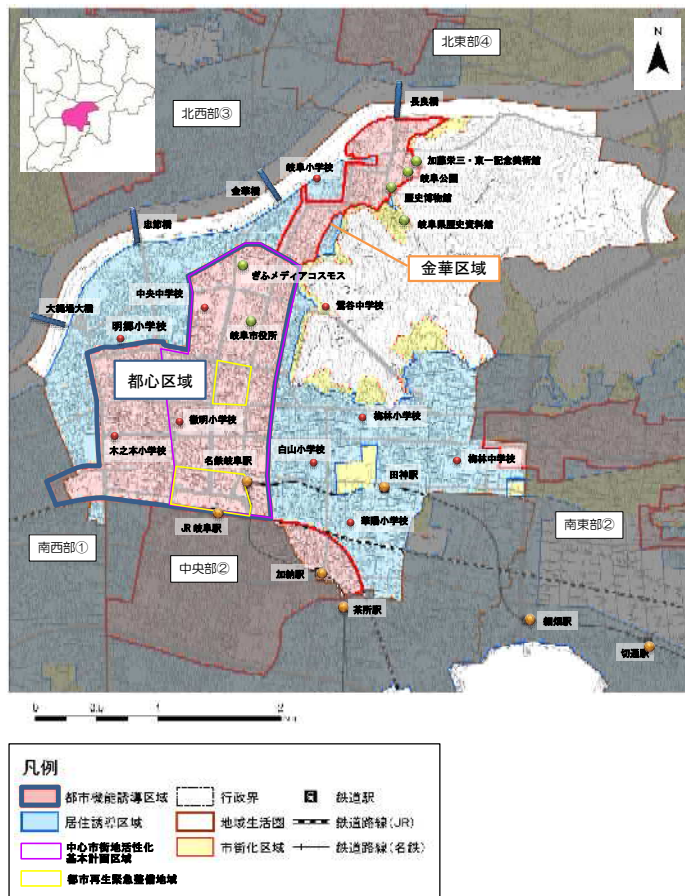 北東部④
N
北西部③
長良橋
加藤栄三・東一記念美術館
岐阜小学校
岐阜公園
金華橋
歴史博物館
岐阜県歴史資料館
忠節橋
金華区域
ぎふメディアコスモス
中央中学校
大縄場大橋
鶯谷中学校
明郷小学校
岐阜市役所
都心区域
徹明小学校
梅林小学校
木之本小学校
名鉄岐阜駅
白山小学校
梅林中学校
田神駅
JR岐阜駅
華陽小学校
南東部②
南西部①
中央部②
加納駅
茶所駅
細畑駅
切通駅
0 0.5 1 2
凡例
都市機能誘導区域
行政界
鉄道駅
居住誘導区域
地域生活圏
鉄道路線(JR)
中心市街地活性化
基本計画区域
市街化区域
鉄道路線(名鉄)
都市再生緊急整備地域